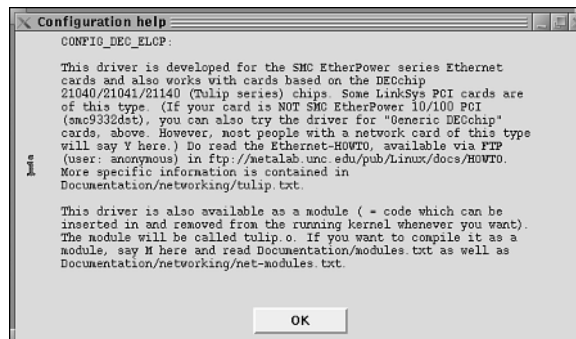 Configuration help
CONFIG_DEC_ELCP:
This driver is developed for the SMC EtherPower series Ethernet
cards and also works with cards based on the DECchip
21040/21041/21140 (Tulip series) chips. Some LinkSys PCI cards are
of this type. (If your card is NOT SMC EtherPower 10/100 PCI
(smc9332dst), you can also try the driver for "Generic DECchip"
cards, above. However, most people with a network card of this type
will say Y here.) Do read the Ethernet-HOWTO, available via FTP
(user: anonymous) in ftp://metalab.unc.edu/pub/Linux/docs/HOWTO.
More specific information is contained in
Documentation/networking/tulip.txt.
This driver is also available as a module ( = code which can be
inserted in and removed from the running kernel whenever you want).
The module will be called tulip.o. If you want to compile it as a
module, say M here and read Documentation/modules.txt as well as
Documentation/networking/net-modules.txt.
OK